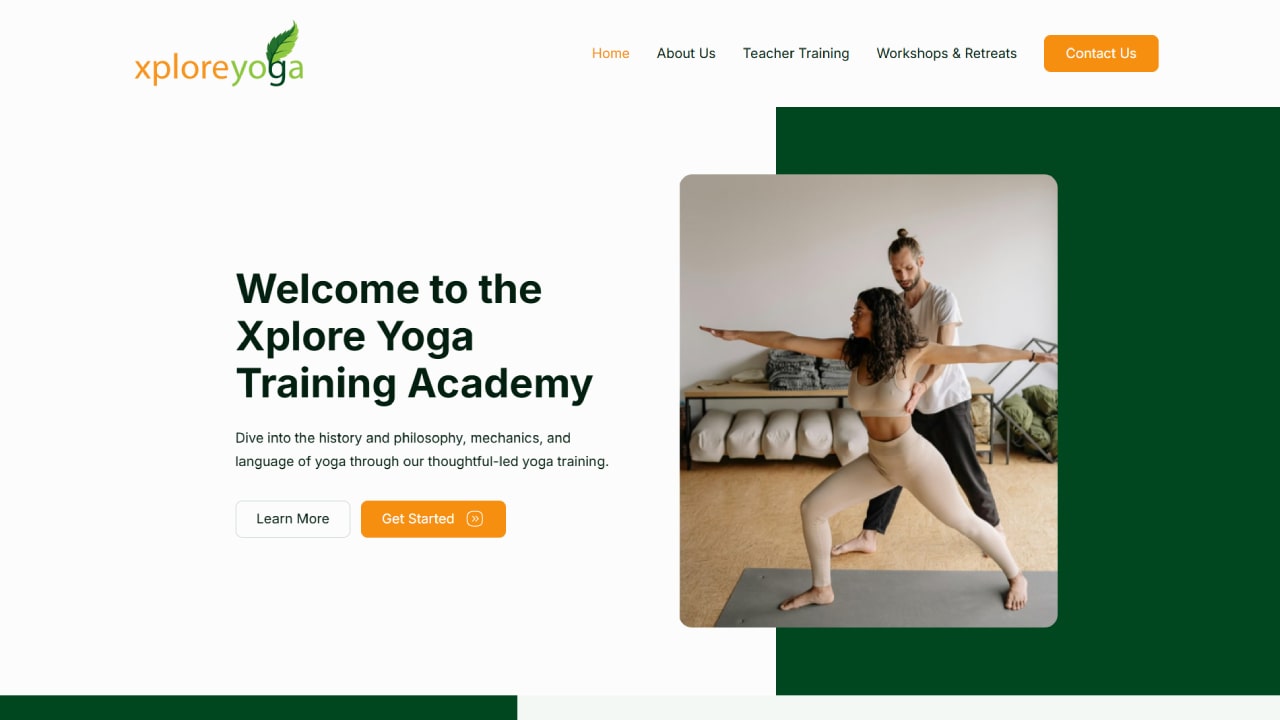 xploreyoga
Home
About Us
Teacher Training
Workshops & Retreats
Contact Us
Welcome to the
Xplore Yoga
Training Academy
Dive into the history and philosophy, mechanics, and
language of yoga through our thoughtful-led yoga training.
Learn More
Get Started